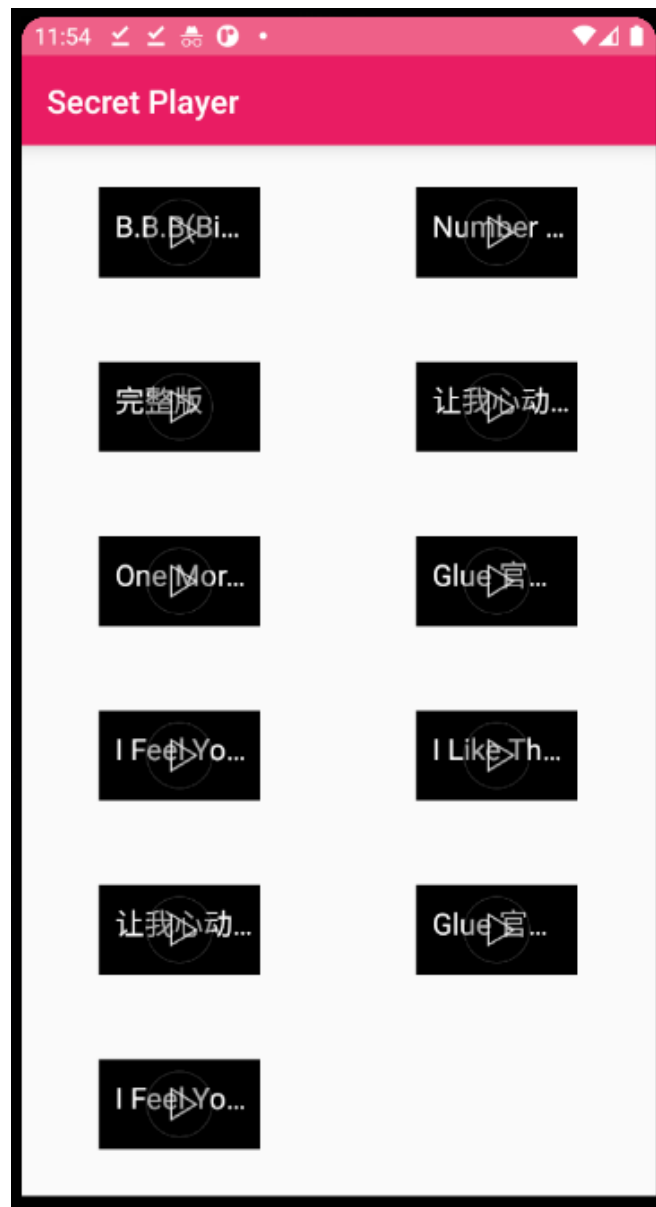 11:54
Secret Player
B.B.B(Bi...
Number ...
完整版
让我心动...
One Mor...
Glue 官...
I Feel Yo...
I Like Th...
让我心动...
Glue 官...
I Feel Yo...